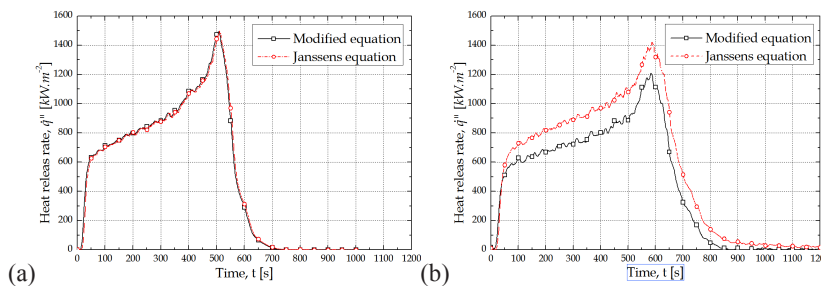 1600
1400
1200
1000
800
600
400
200
0
Heat releas rate, q̇" [kW.m⁻²]
Modified equation
Janssens equation
0 100 200 300 400 500 600 700 800 900 1000 1100 1200
Time, t [s]
(a)
1600
1400
1200
1000
800
600
400
200
0
Heat releas rate, q̇" [kW.m⁻²]
Modified equation
Janssens equation
0 100 200 300 400 500 600 700 800 900 1000 1100 1200
Time, t [s]
(b)